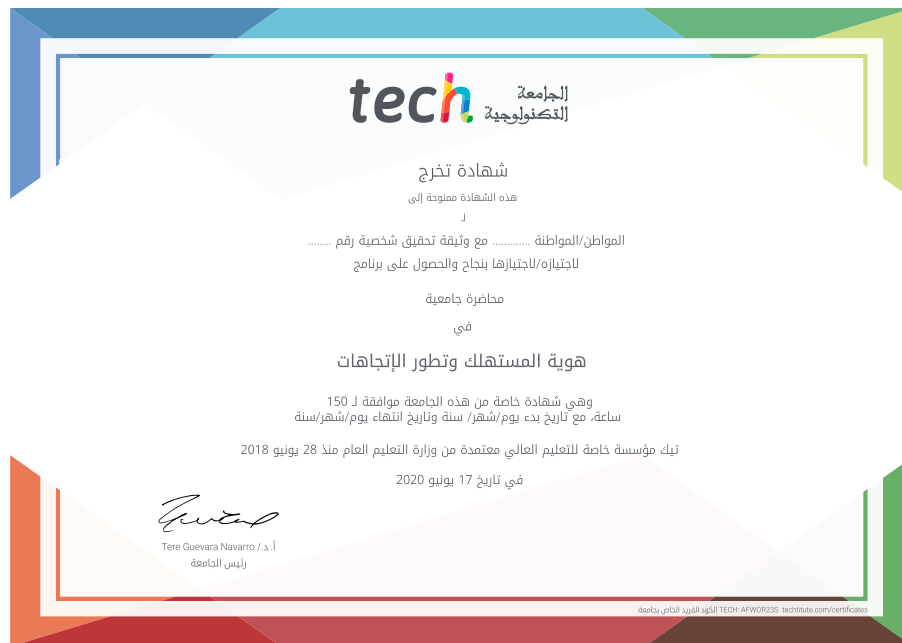 tech
الجامعة
التكنولوجية
شهادة تخرج
هذه الشهادة ممنوحة إلى
لـ
المواطن/المواطنة ............. مع وثيقة تحقيق شخصية رقم ........
لاجتيازه/لاجتيازها بنجاح والحصول على برنامج
محاضرة جامعية
في
هوية المستهلك وتطور الإتجاهات
وهي شهادة خاصة من هذه الجامعة موافقة لـ 150
ساعة، مع تاريخ بدء يوم/شهر/ سنة وتاريخ انتهاء يوم/شهر/سنة
تيك مؤسسة خاصة للتعليم العالي معتمدة من وزارة التعليم العام منذ 28 يونيو 2018
في تاريخ 17 يونيو 2020
أ.د./ Tere Guevara Navarro
رئيس الجامعة
الكود الفريد الخاص بجامعة TECH: AFWOR23S techtitute.com/certificates